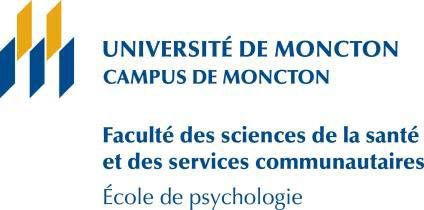 UNIVERSITÉ DE MONCTON
CAMPUS DE MONCTON
Faculté des sciences de la santé
et des services communautaires
École de psychologie